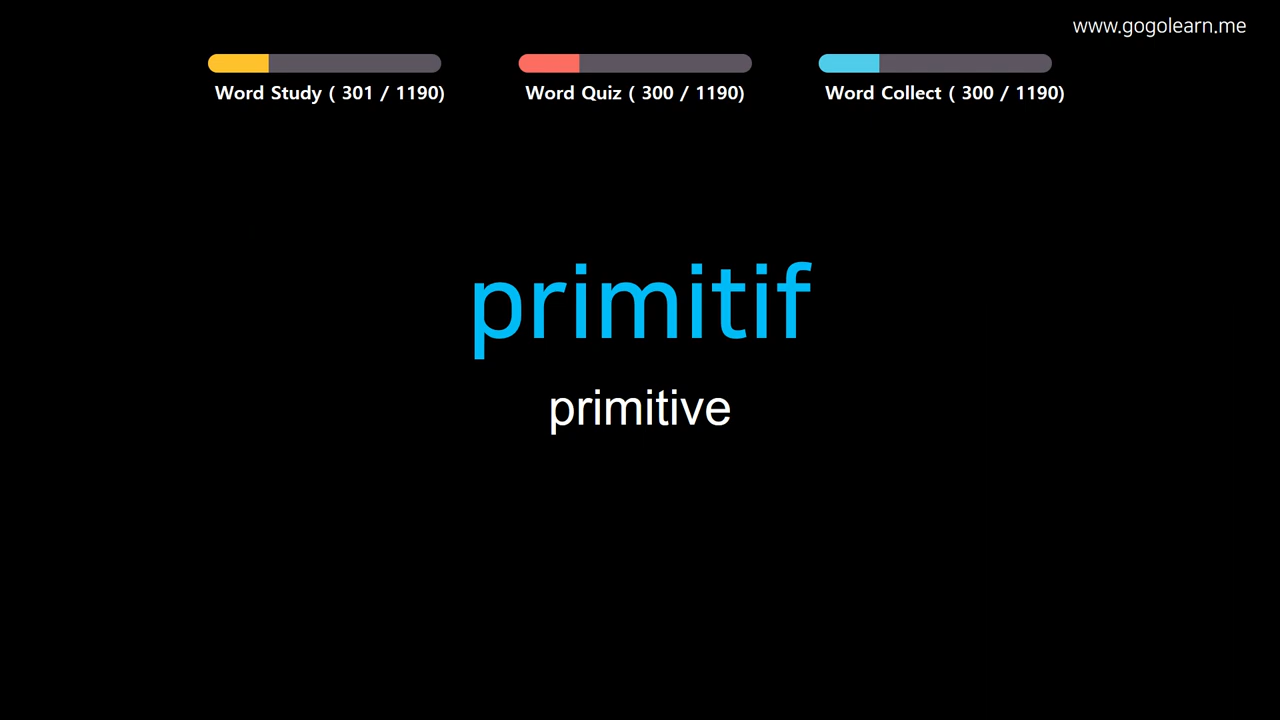 www.gogolearn.me
Word Study ( 301 / 1190)
Word Quiz ( 300 / 1190)
Word Collect ( 300 / 1190)
primitif
primitive